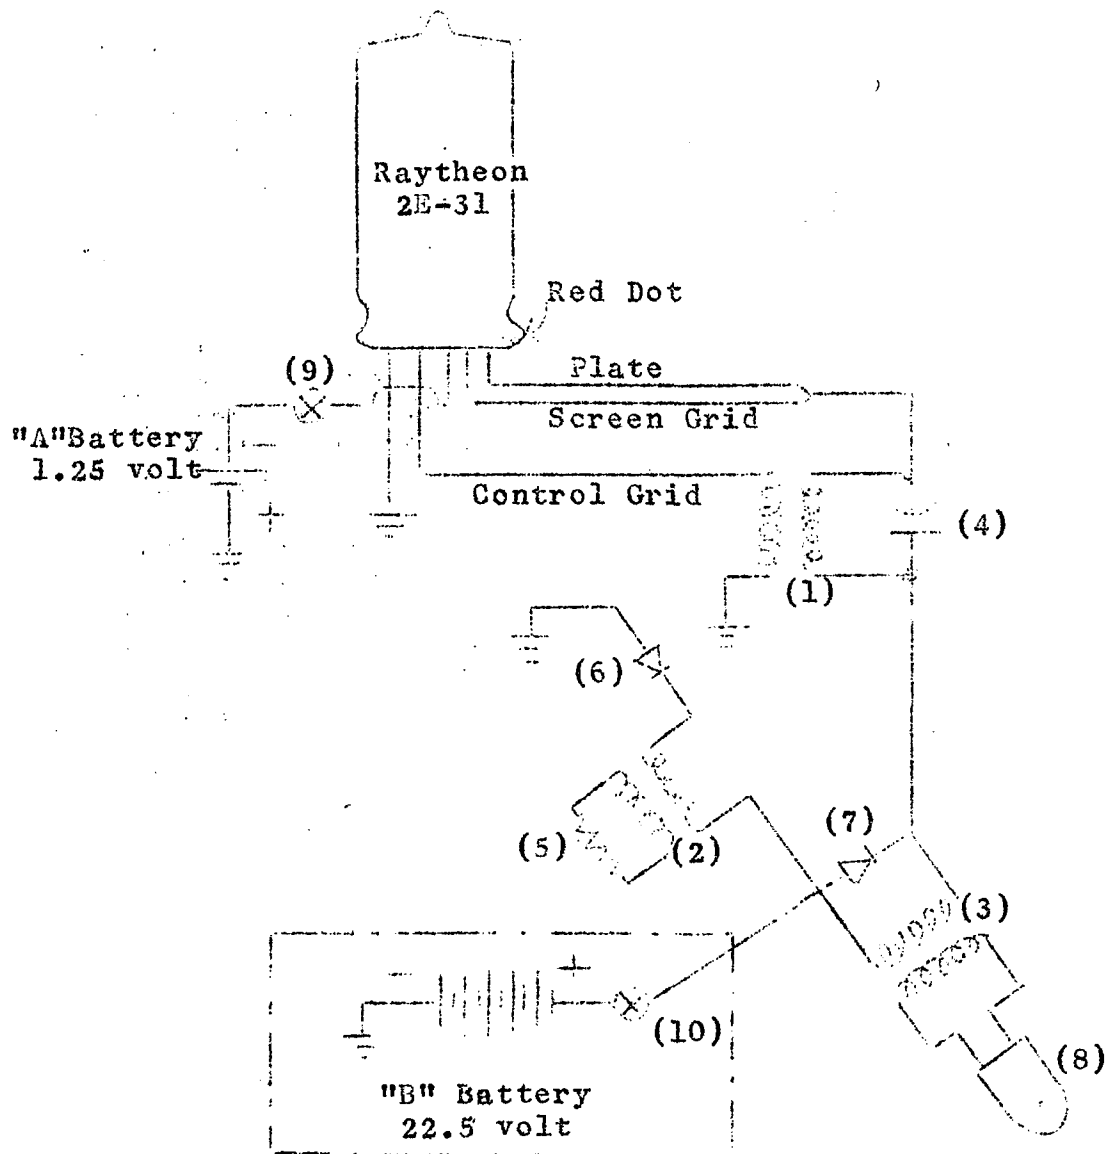 Raytheon
2E-31
Red Dot
(9)
Plate
Screen Grid
"A"Battery
1.25 volt
Control Grid
(4)
(1)
(6)
(7)
(5)
(2)
(3)
(10)
(8)
"B" Battery
22.5 volt